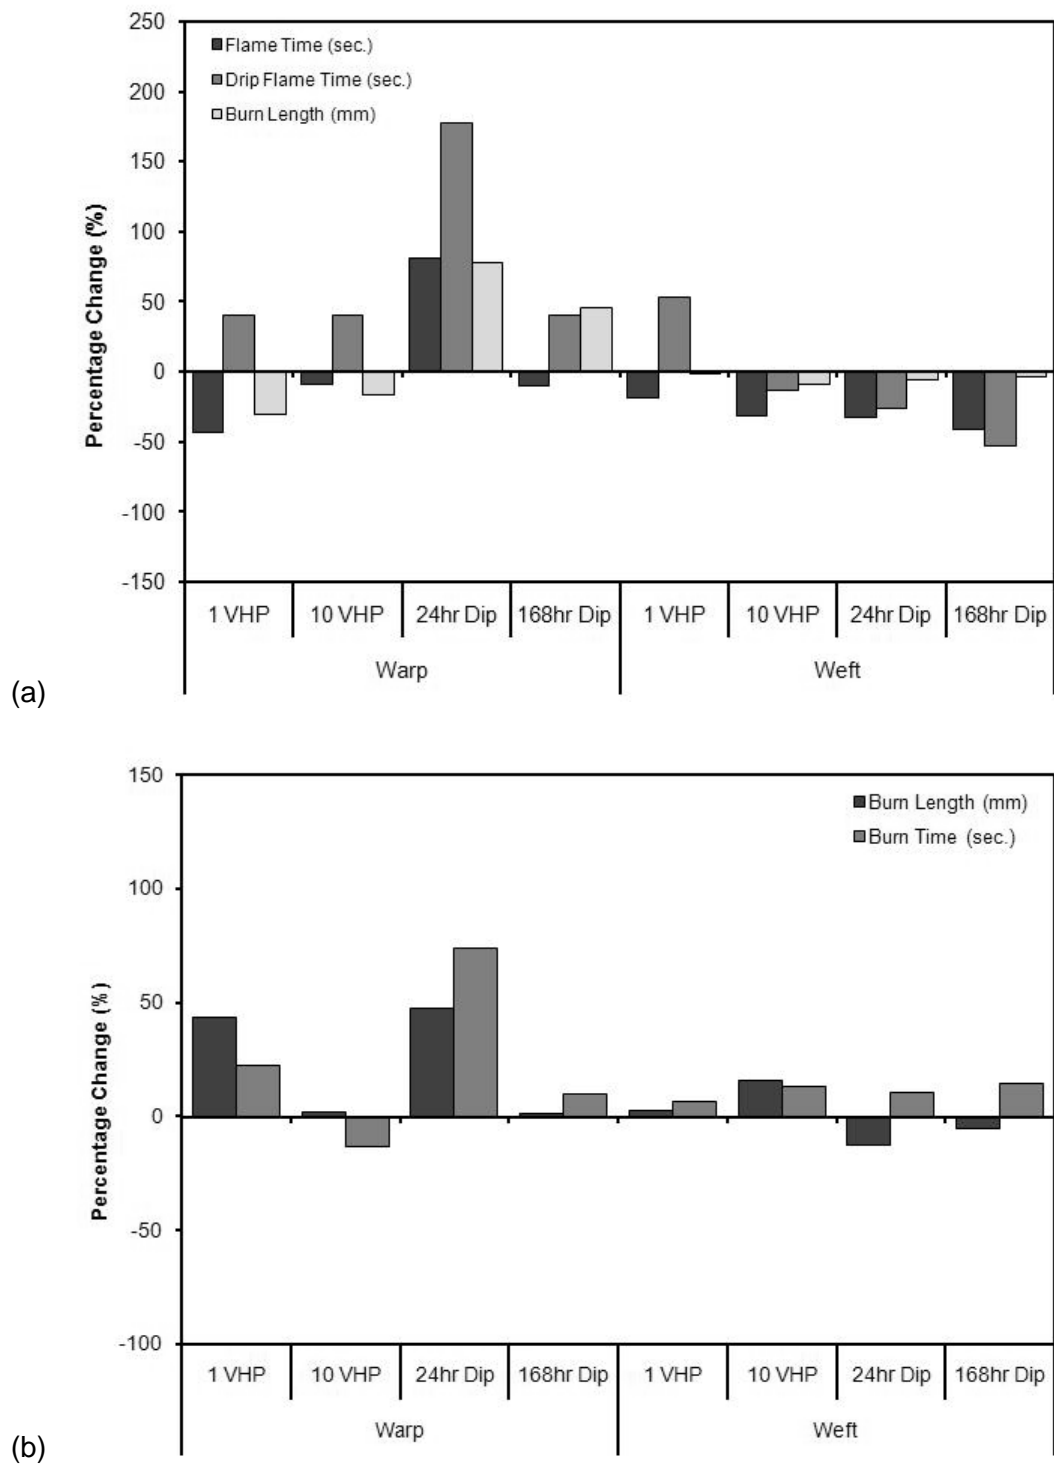 250
200
150
100
50
0
-50
-100
-150
Percentage Change (%)
Flame Time (sec.)
Drip Flame Time (sec.)
Burn Length (mm)
1 VHP 10 VHP 24hr Dip 168hr Dip 1 VHP 10 VHP 24hr Dip 168hr Dip
Warp Weft
(a)
150
100
50
0
-50
-100
Percentage Change (%)
Burn Length (mm)
Burn Time (sec.)
1 VHP 10 VHP 24hr Dip 168hr Dip 1 VHP 10 VHP 24hr Dip 168hr Dip
Warp Weft
(b)